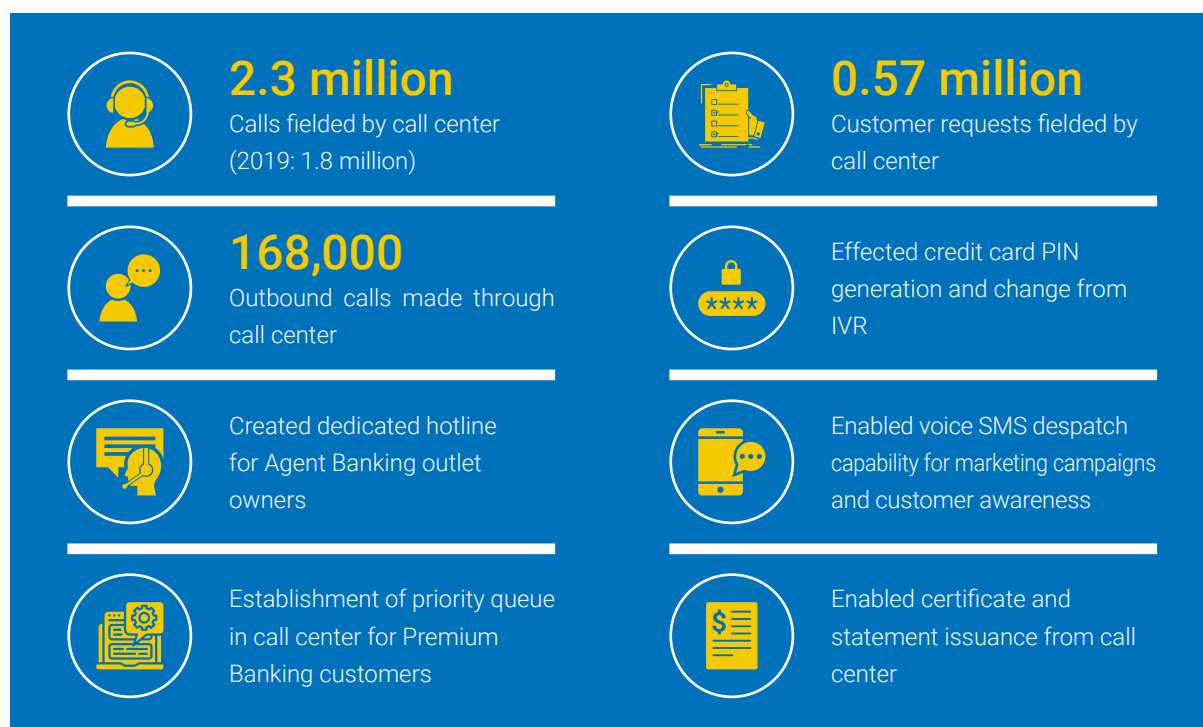 2.3 million
Calls fielded by call center
(2019: 1.8 million)
0.57 million
Customer requests fielded by
call center
168,000
Outbound calls made through
call center
Effected credit card PIN
generation and change from
IVR
****
Created dedicated hotline
for Agent Banking outlet
owners
Enabled voice SMS despatch
capability for marketing campaigns
and customer awareness
Establishment of priority queue
in call center for Premium
Banking customers
$
Enabled certificate and
statement issuance from call
center